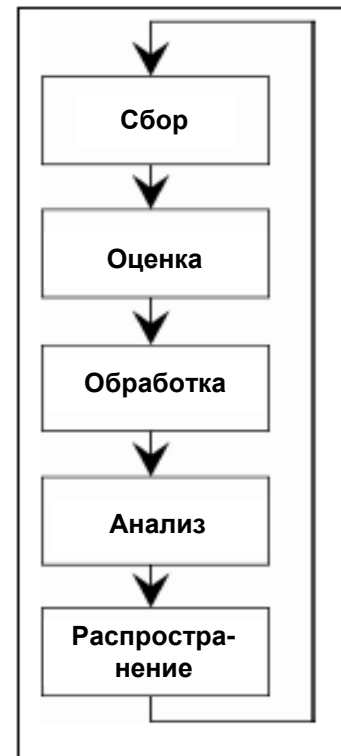 Сбор
Оценка
Обработка
Анализ
Распростра-
нение